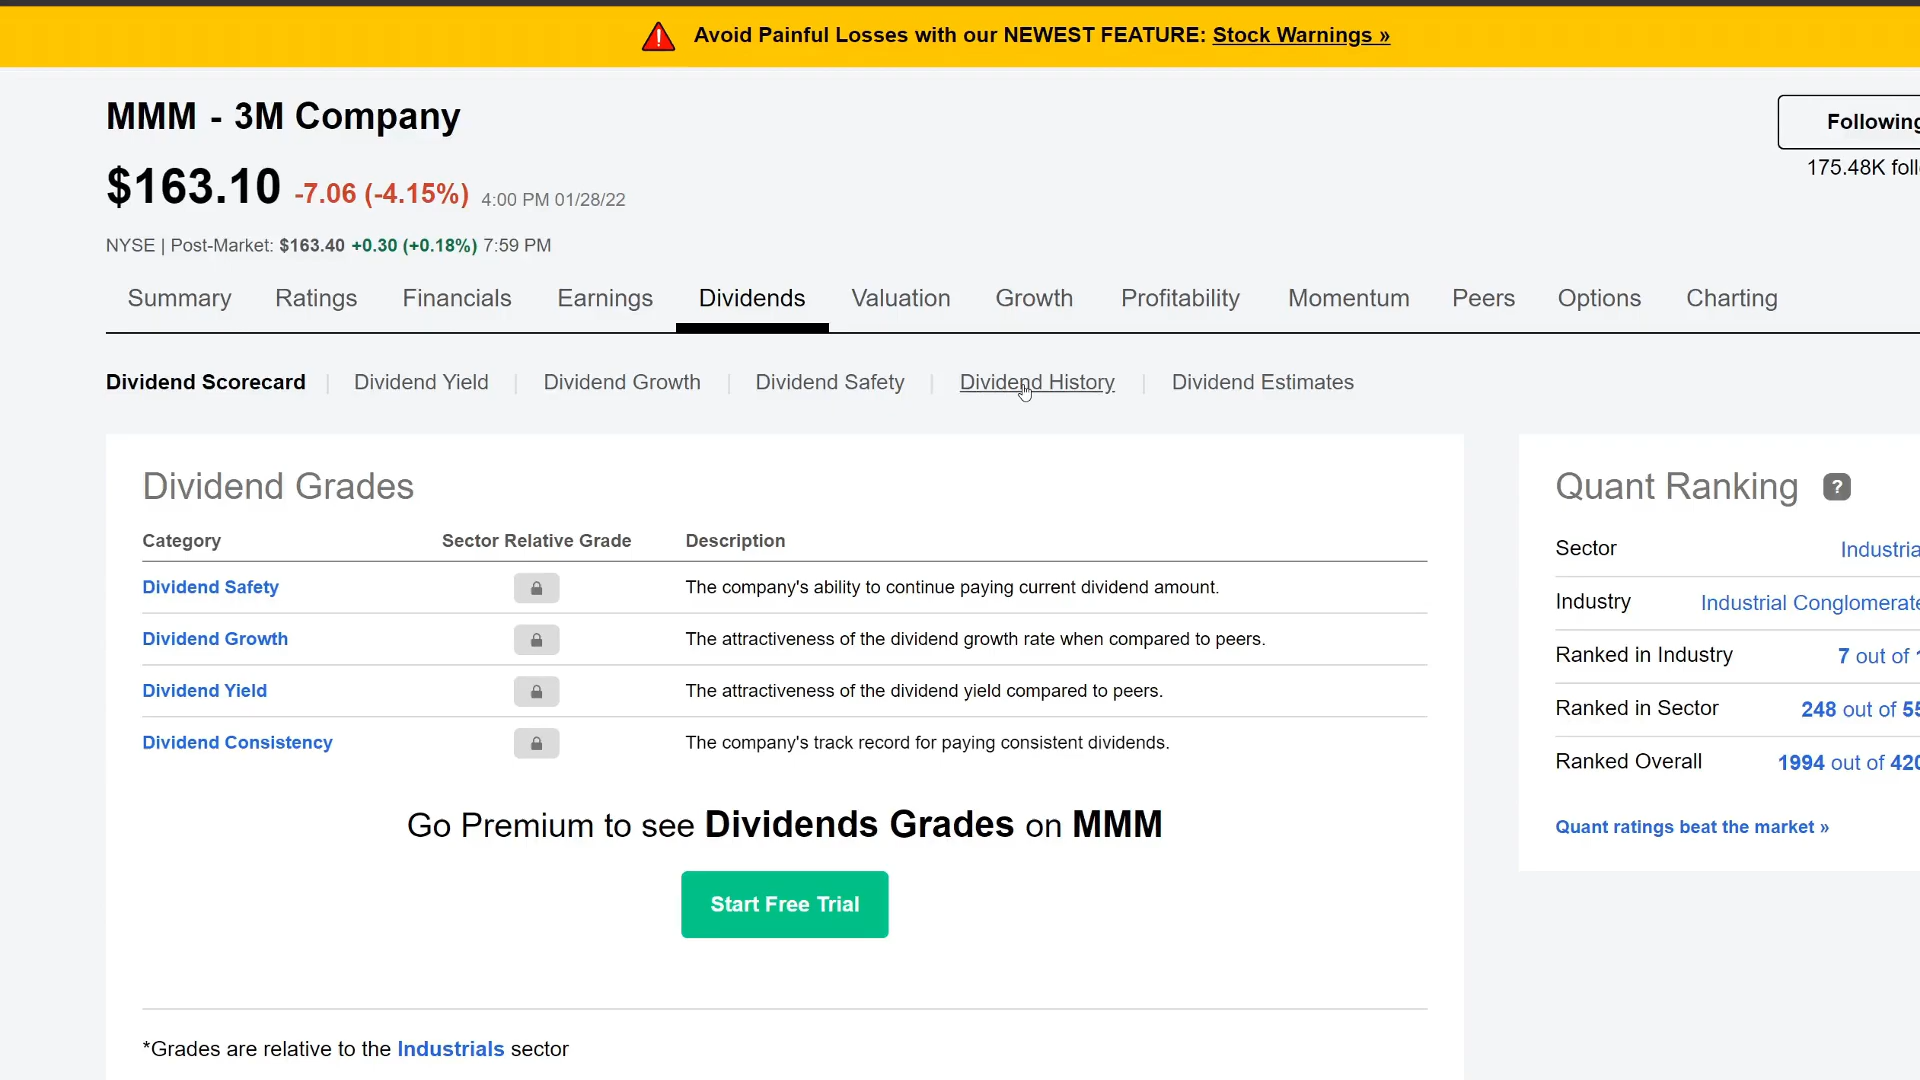 Avoid Painful Losses with our NEWEST FEATURE: Stock Warnings »
MMM - 3M Company
Following
175.48K
$163.10 -7.06 (-4.15%) 4:00 PM 01/28/22
NYSE | Post-Market: $163.40 +0.30 (+0.18%) 7:59 PM
Summary Ratings Financials Earnings Dividends Valuation Growth Profitability Momentum Peers Options Charting
Dividend Scorecard | Dividend Yield | Dividend Growth | Dividend Safety | Dividend History | Dividend Estimates
Dividend Grades
Category Sector Relative Grade Description
Dividend Safety The company's ability to continue paying current dividend amount.
Dividend Growth The attractiveness of the dividend growth rate when compared to peers.
Dividend Yield The attractiveness of the dividend yield compared to peers.
Dividend Consistency The company's track record for paying consistent dividends.
Go Premium to see Dividends Grades on MMM
Start Free Trial
*Grades are relative to the Industrials sector
Quant Ranking ?
Sector
Industry Industrial
Ranked in Industry 7 out of
Ranked in Sector 248 out of
Ranked Overall 1994 out of
Quant ratings beat the market »